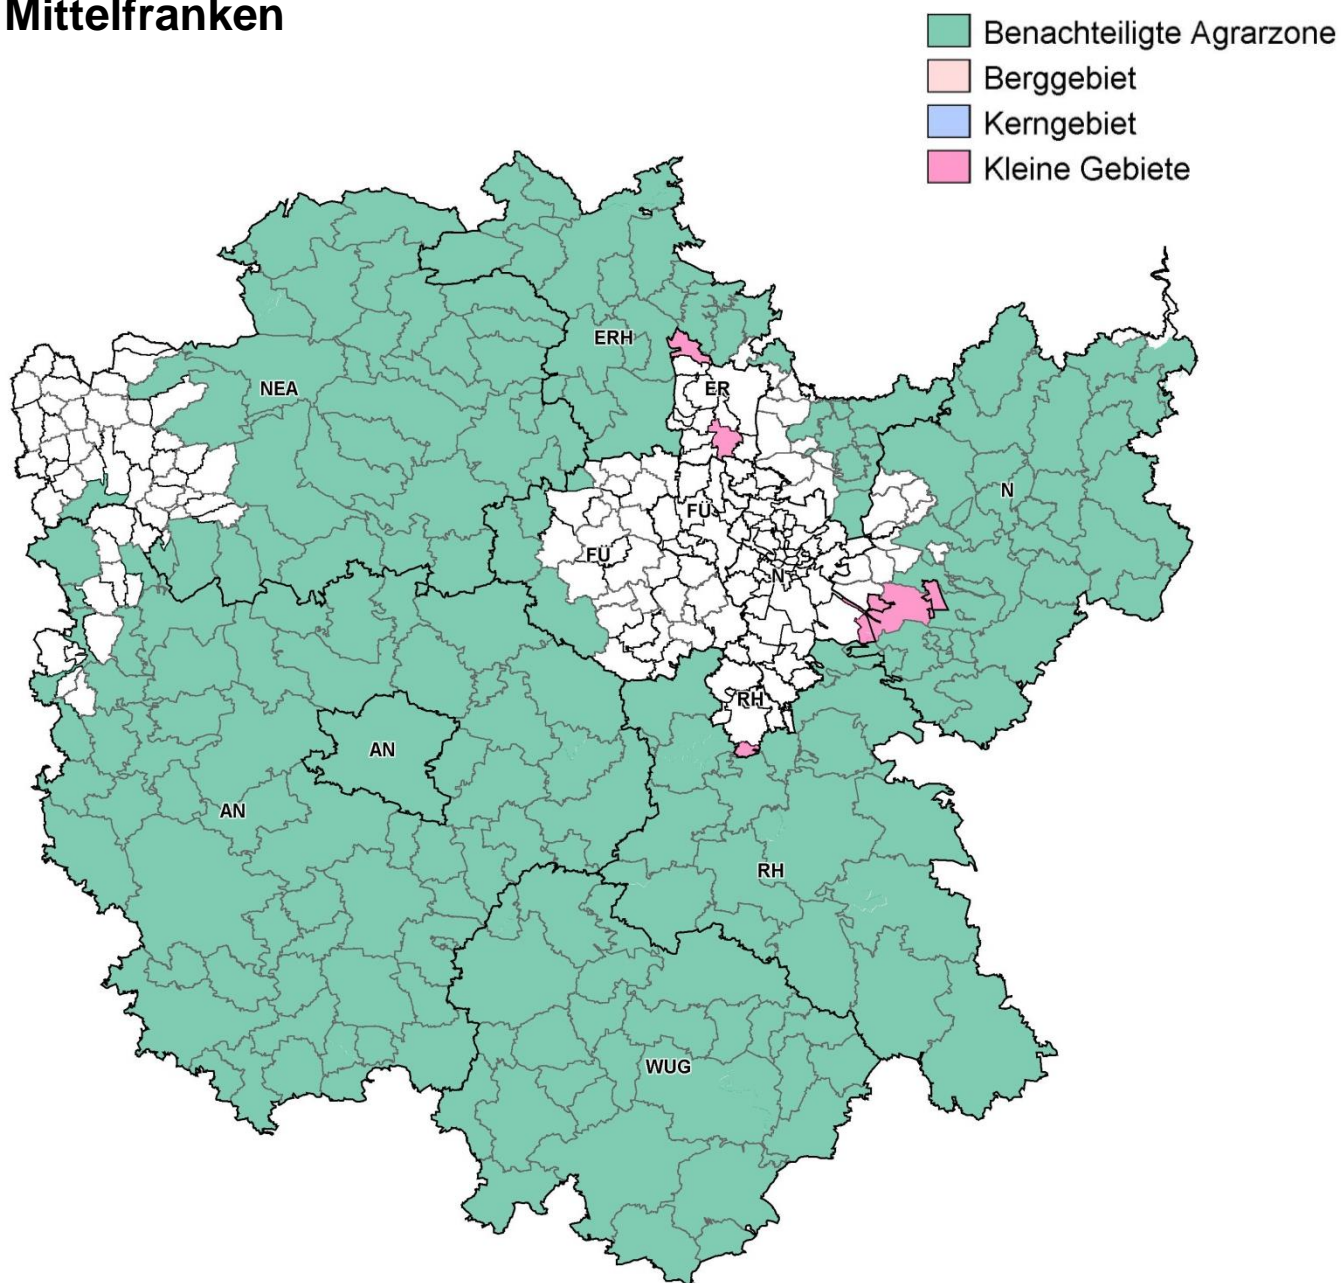 Mittelfranken
Benachteiligte Agrarzone
Berggebiet
Kerngebiet
Kleine Gebiete
ERH
NEA
ER
N
FÜ
FÜ
N
RH
AN
AN
RH
WUG